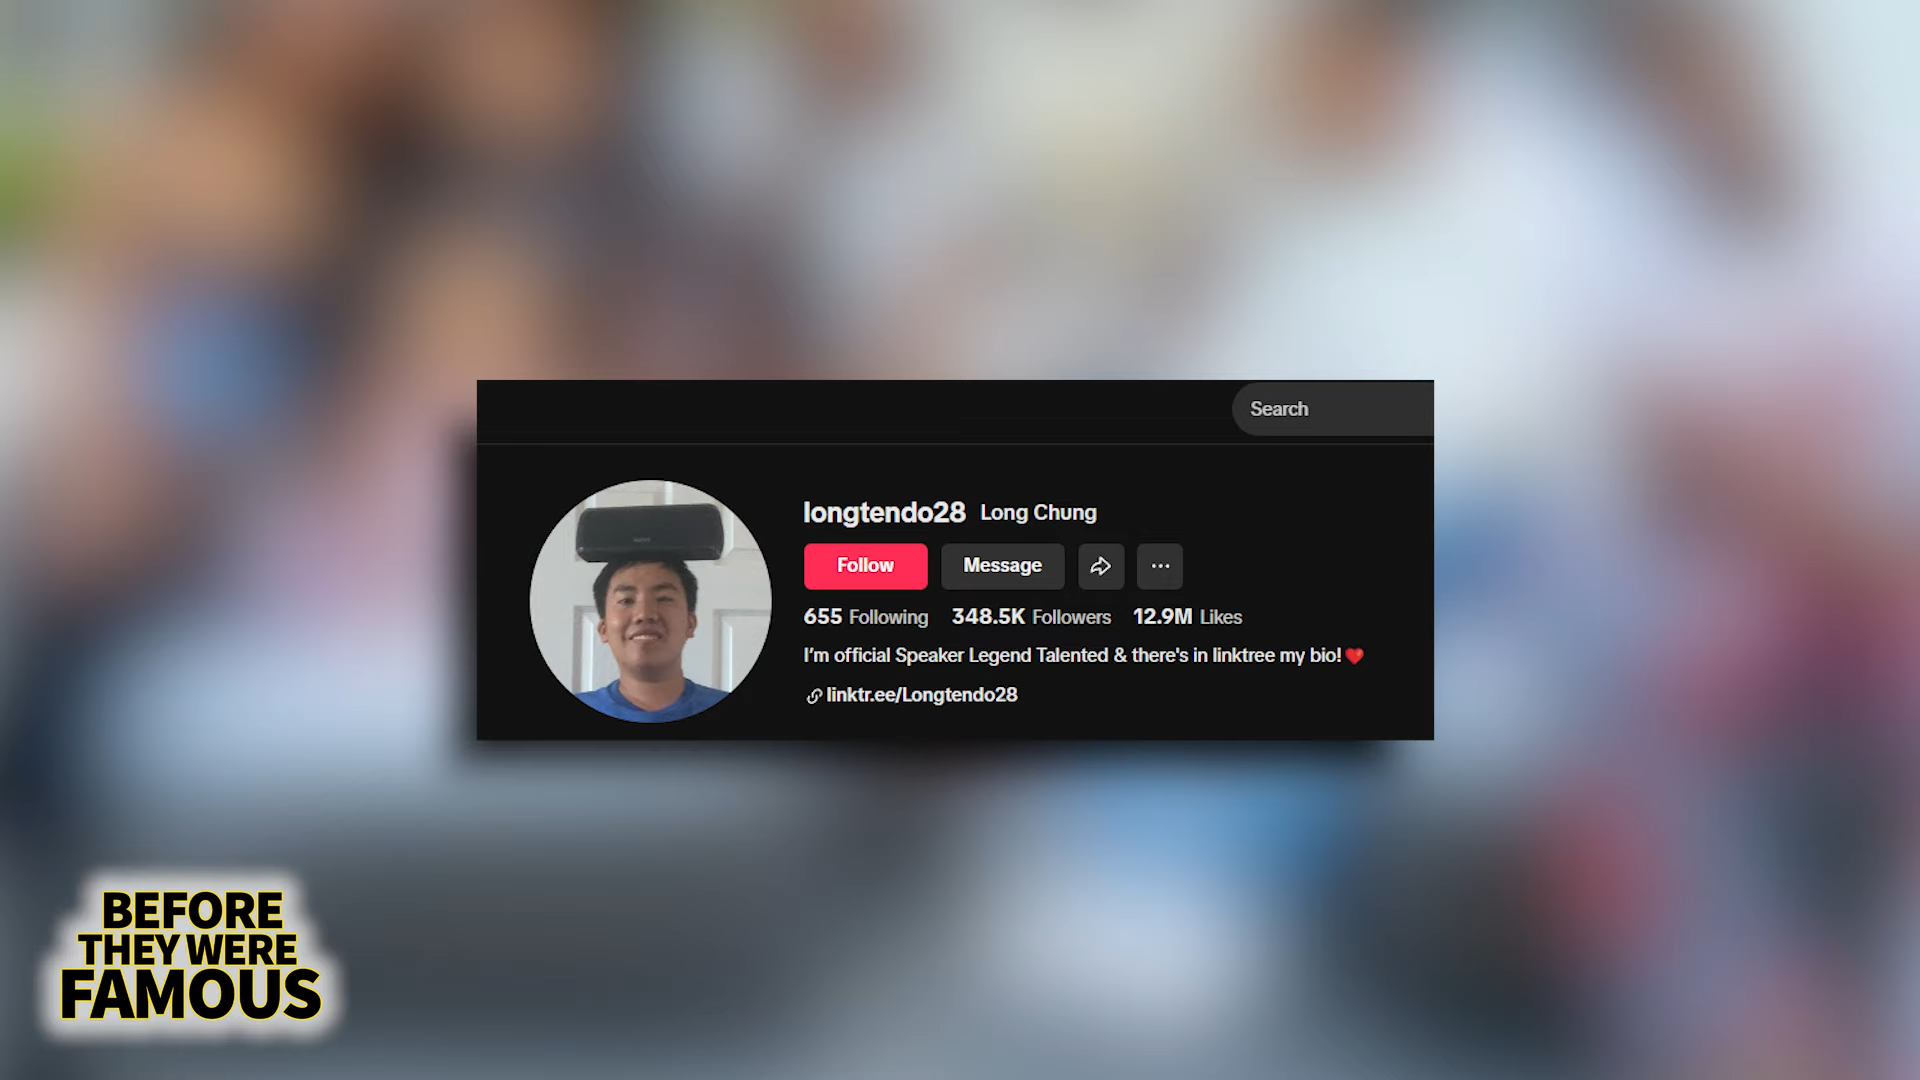 Search
longtendo28 Long Chung
Follow Message
655 Following 348.5K Followers 12.9M Likes
I'm official Speaker Legend Talented & there's in linktree my bio!❤️
linktr.ee/Longtendo28
BEFORE
THEY WERE
FAMOUS